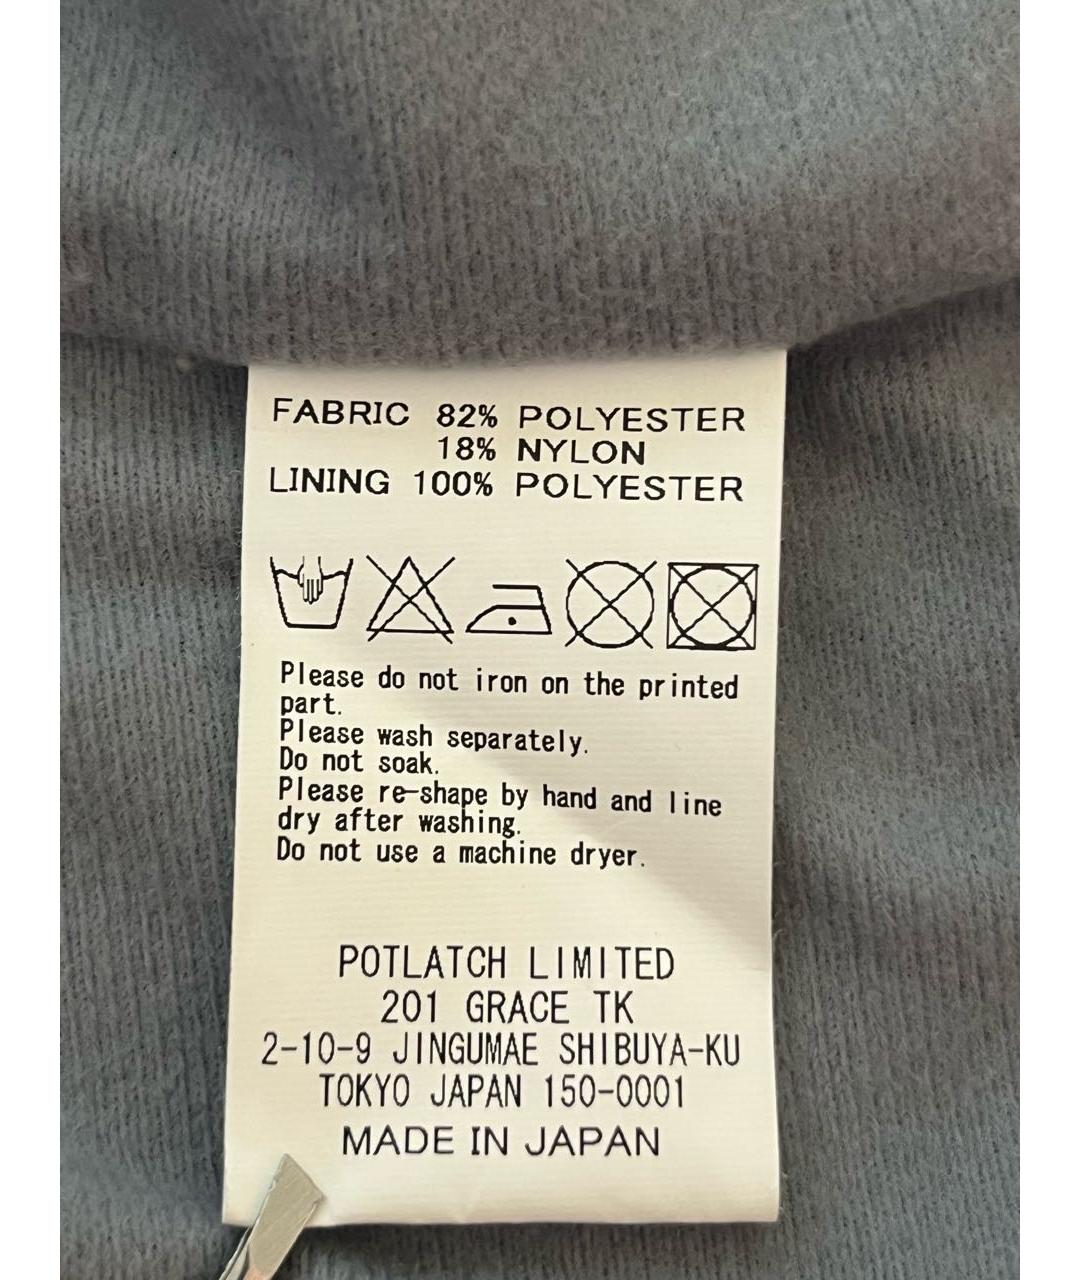 FABRIC 82% POLYESTER
18% NYLON
LINING 100% POLYESTER
Please do not iron on the printed
part.
Please wash separately.
Do not soak.
Please re-shape by hand and line
dry after washing.
Do not use a machine dryer.
POTLATCH LIMITED
201 GRACE TK
2-10-9 JINGUMAE SHIBUYA-KU
TOKYO JAPAN 150-0001
MADE IN JAPAN